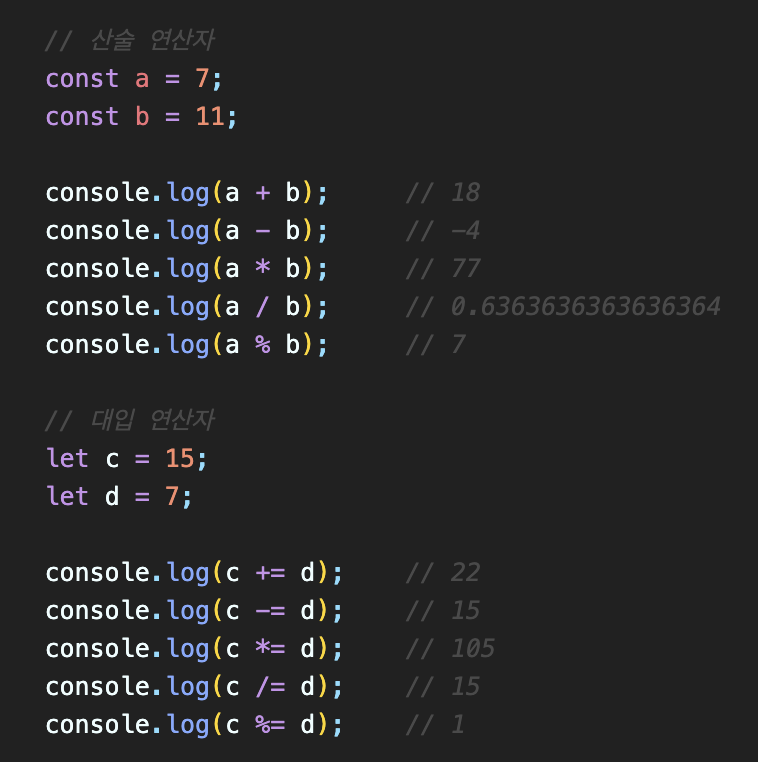 // 산술 연산자
const a = 7;
const b = 11;
console.log(a + b);     // 18
console.log(a - b);     // -4
console.log(a * b);     // 77
console.log(a / b);     // 0.6363636363636364
console.log(a % b);     // 7
// 대입 연산자
let c = 15;
let d = 7;
console.log(c += d);    // 22
console.log(c -= d);    // 15
console.log(c *= d);    // 105
console.log(c /= d);    // 15
console.log(c %= d);    // 1